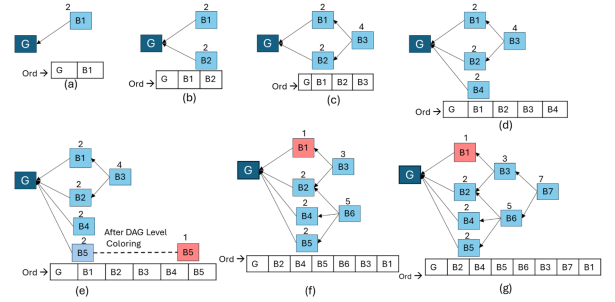 2
B1
G
Ord
G B1
(a)
2
B1
G
2
B2
Ord
G B1 B2
(b)
2
B1
4
G
B3
2
B2
Ord
G B1 B2 B3
(c)
2
B1
4
G
B3
2
B2
2
B4
Ord
G B1 B2 B3 B4
(d)
2
B1
G
4
B3
2
B2
2
B4
2
B5
After DAG Level
Coloring
1
B5
Ord
G B1 B2 B3 B4 B5
(e)
1
B1
3
G
B3
2
B2
5
2
B4
B6
2
B5
Ord
G B2 B4 B5 B6 B3 B1
(f)
1
B1
3
G
B3
7
2
B2
B7
5
2
B4
B6
2
B5
Ord
G B2 B4 B5 B6 B3 B7 B1
(g)